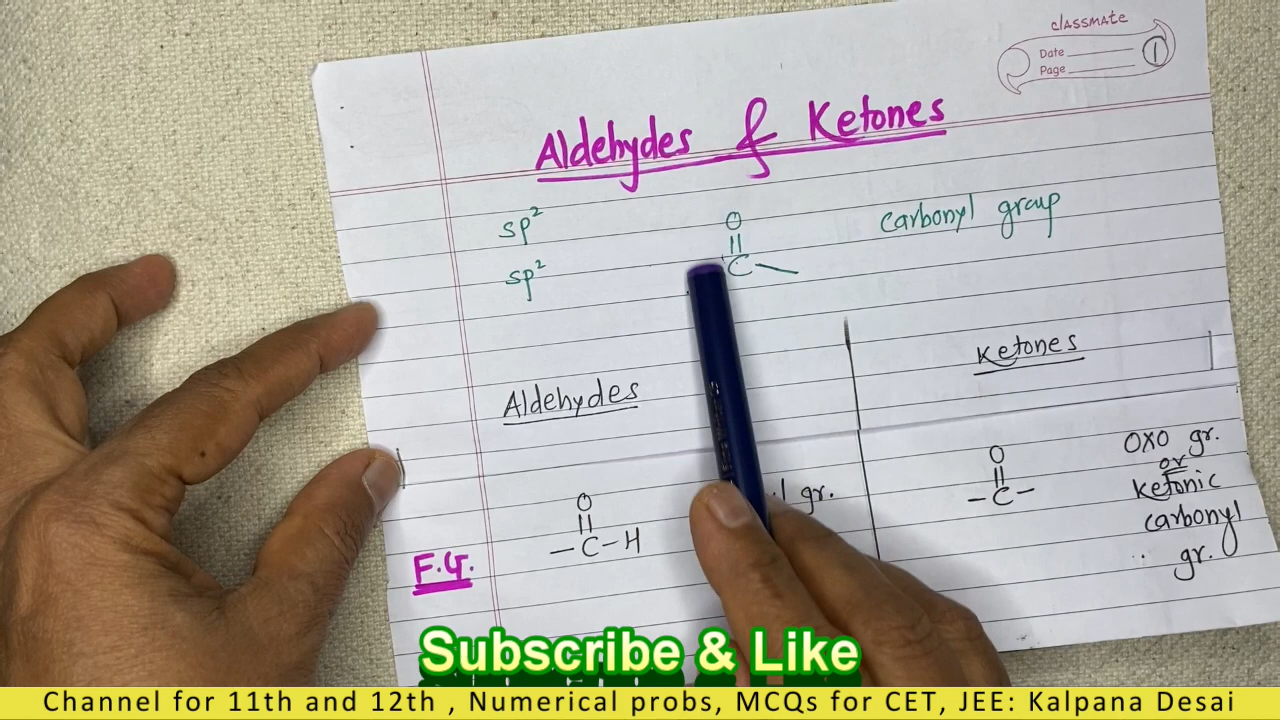 classmate
Date
Page 1
Aldehydes & Ketones
sp²
sp²
O
||
C
carbonyl group
Aldehydes
Ketones
F.G.
O
||
-C-H
gr.
O
||
-C-
oxo gr.
or
ketonic
carbonyl
gr.
Subscribe & Like
Channel for 11th and 12th , Numerical probs, MCQs for CET, JEE: Kalpana Desai